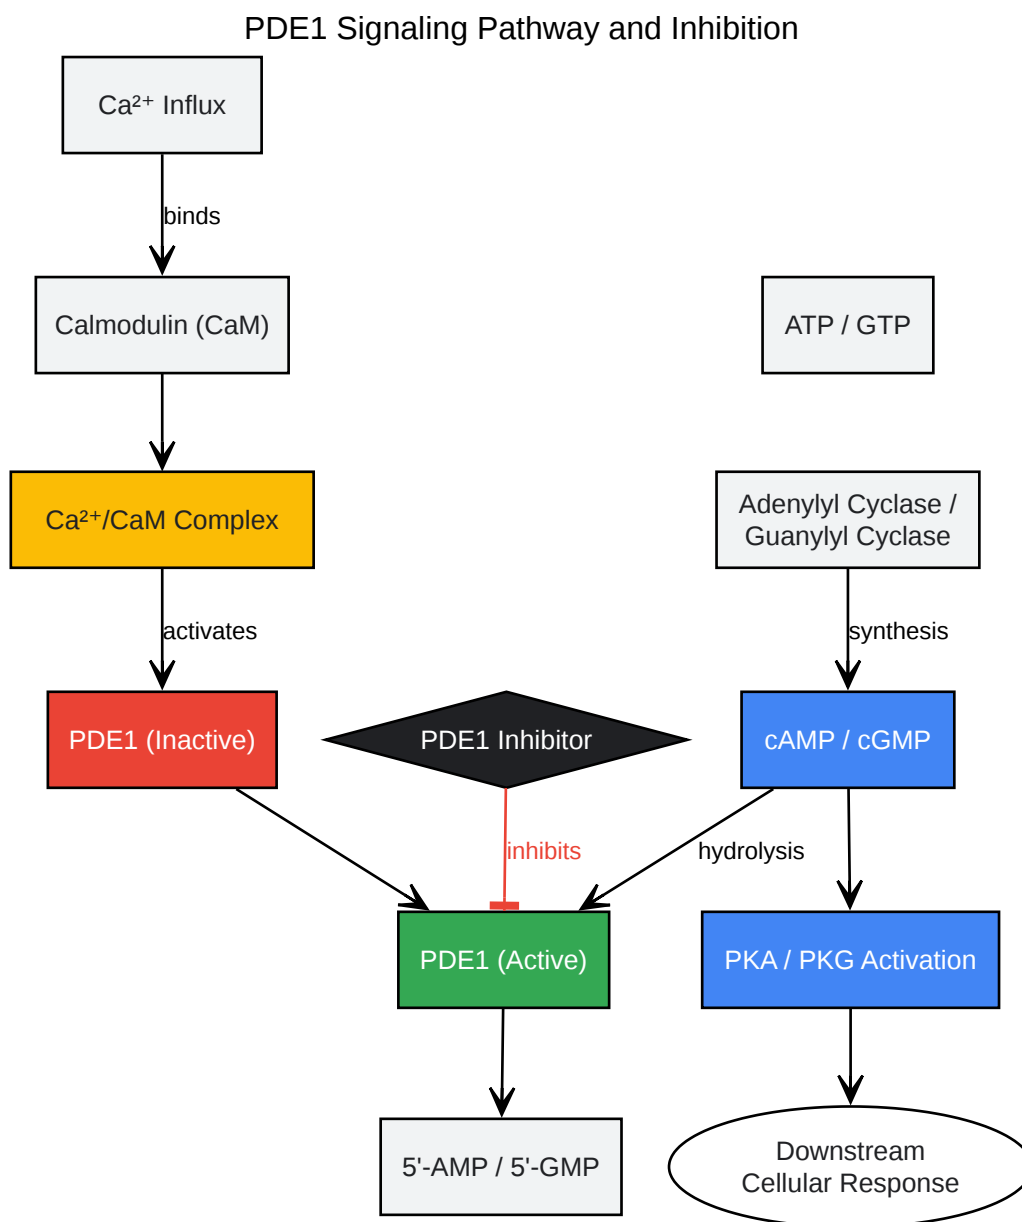 PDE1 Signaling Pathway and Inhibition
Ca²⁺ Influx
binds
Calmodulin (CaM)
ATP / GTP
Ca²⁺/CaM Complex
Adenylyl Cyclase /
Guanylyl Cyclase
activates
synthesis
PDE1 (Inactive)
PDE1 Inhibitor
cAMP / cGMP
inhibits
hydrolysis
PDE1 (Active)
PKA / PKG Activation
5'-AMP / 5'-GMP
Downstream
Cellular Response